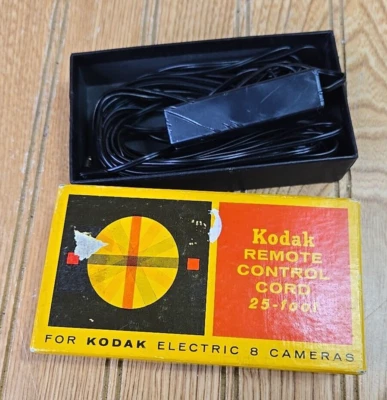 Kodak
REMOTE
CONTROL
CORD
25-foot
FOR KODAK ELECTRIC 8 CAMERAS